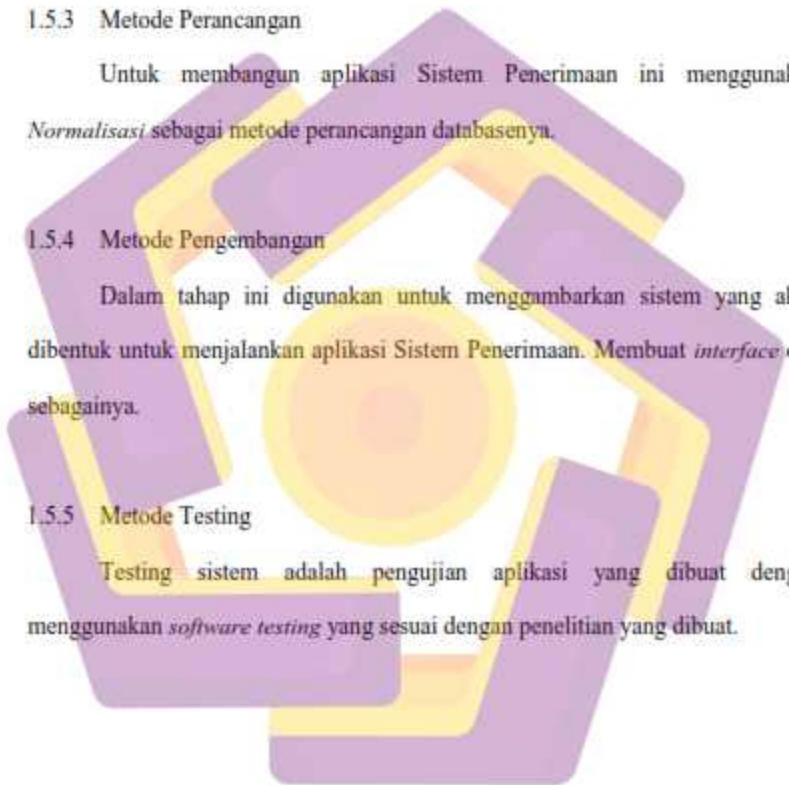 1.5.3 Metode Perancangan
Untuk membangun aplikasi Sistem Penerimaan ini
Normalisasi sebagai metode perancangan databasenya.
1.5.4 Metode Pengembangan
Dalam tahap ini digunakan untuk menggambarkan sistem yang
dibentuk untuk menjalankan aplikasi Sistem Penerimaan. Membuat interface
sebagainya.
1.5.5 Metode Testing
Testing sistem adalah pengujian aplikasi yang dibuat
menggunakan software testing yang sesuai dengan penelitian yang dibuat.